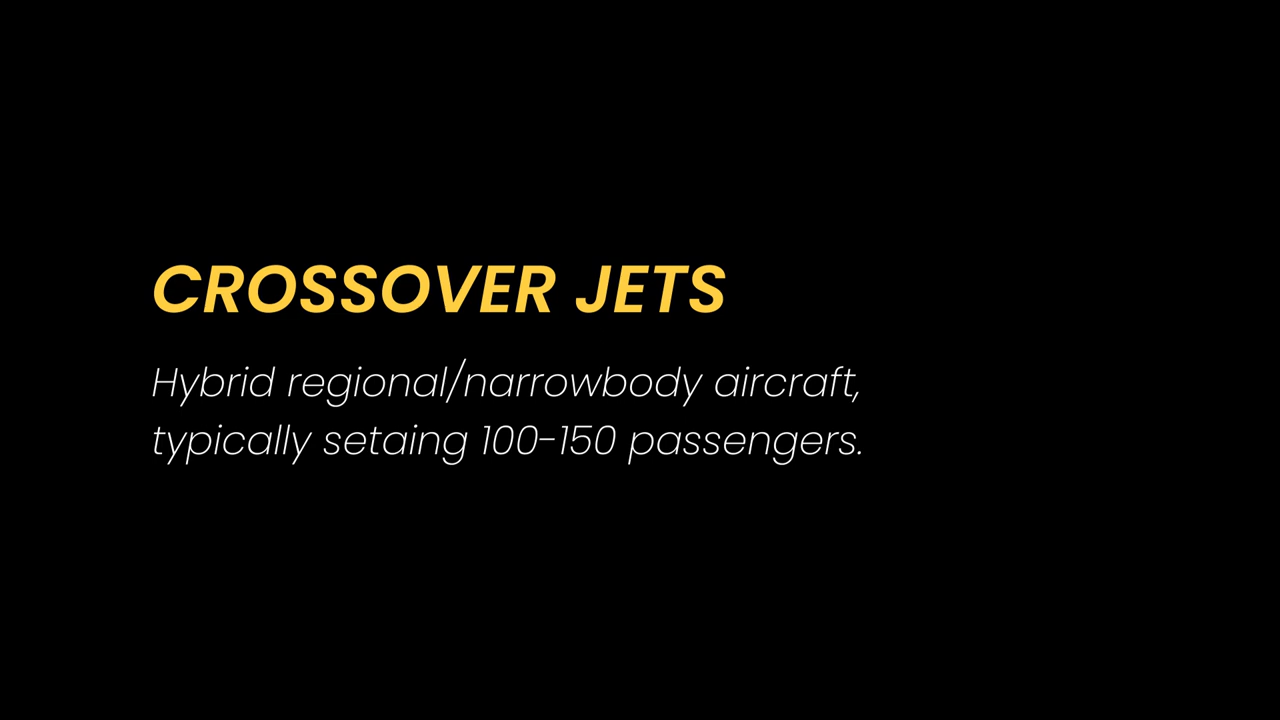 CROSSOVER JETS
Hybrid regional/narrowbody aircraft,
typically setaing 100-150 passengers.